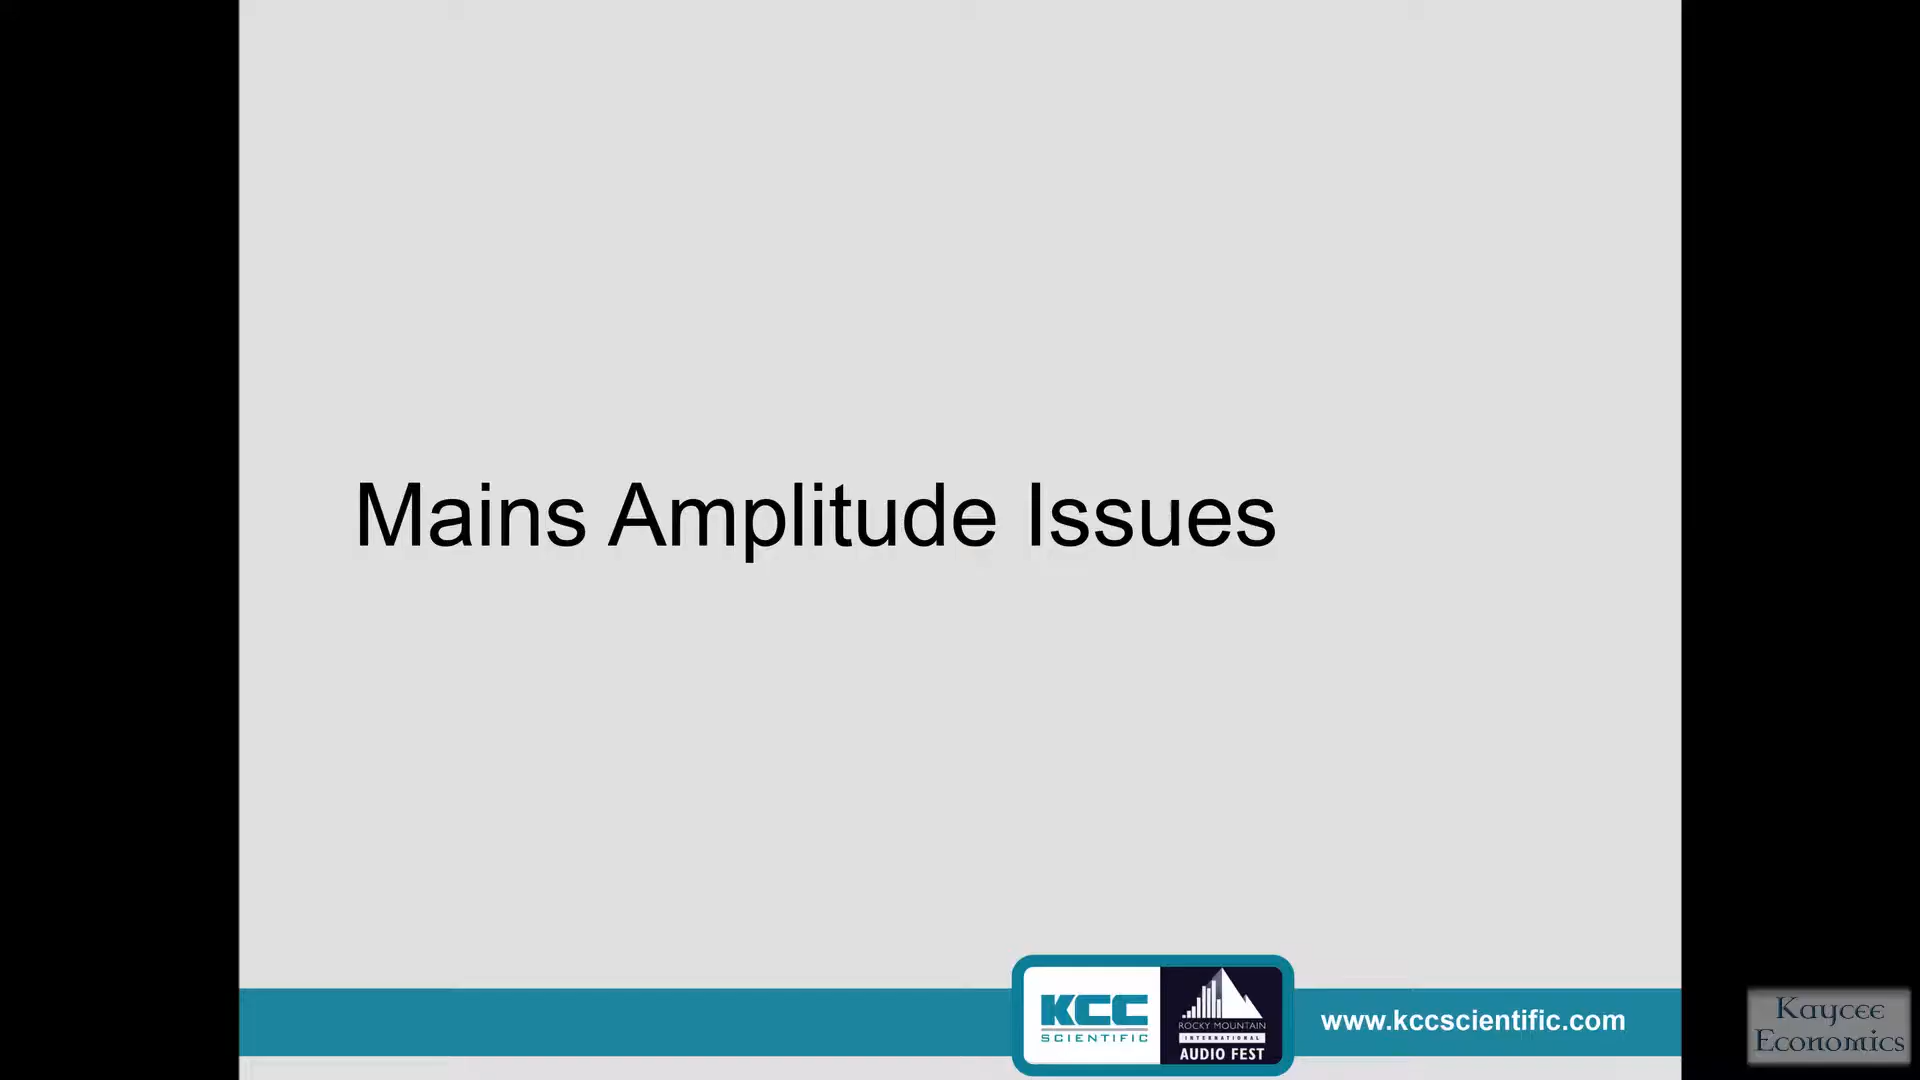 Mains Amplitude Issues
KCC
SCIENTIFIC
ROCKY MOUNTAIN
INTERNATIONAL
AUDIO FEST
www.kccscientific.com
Kaycee
Economics